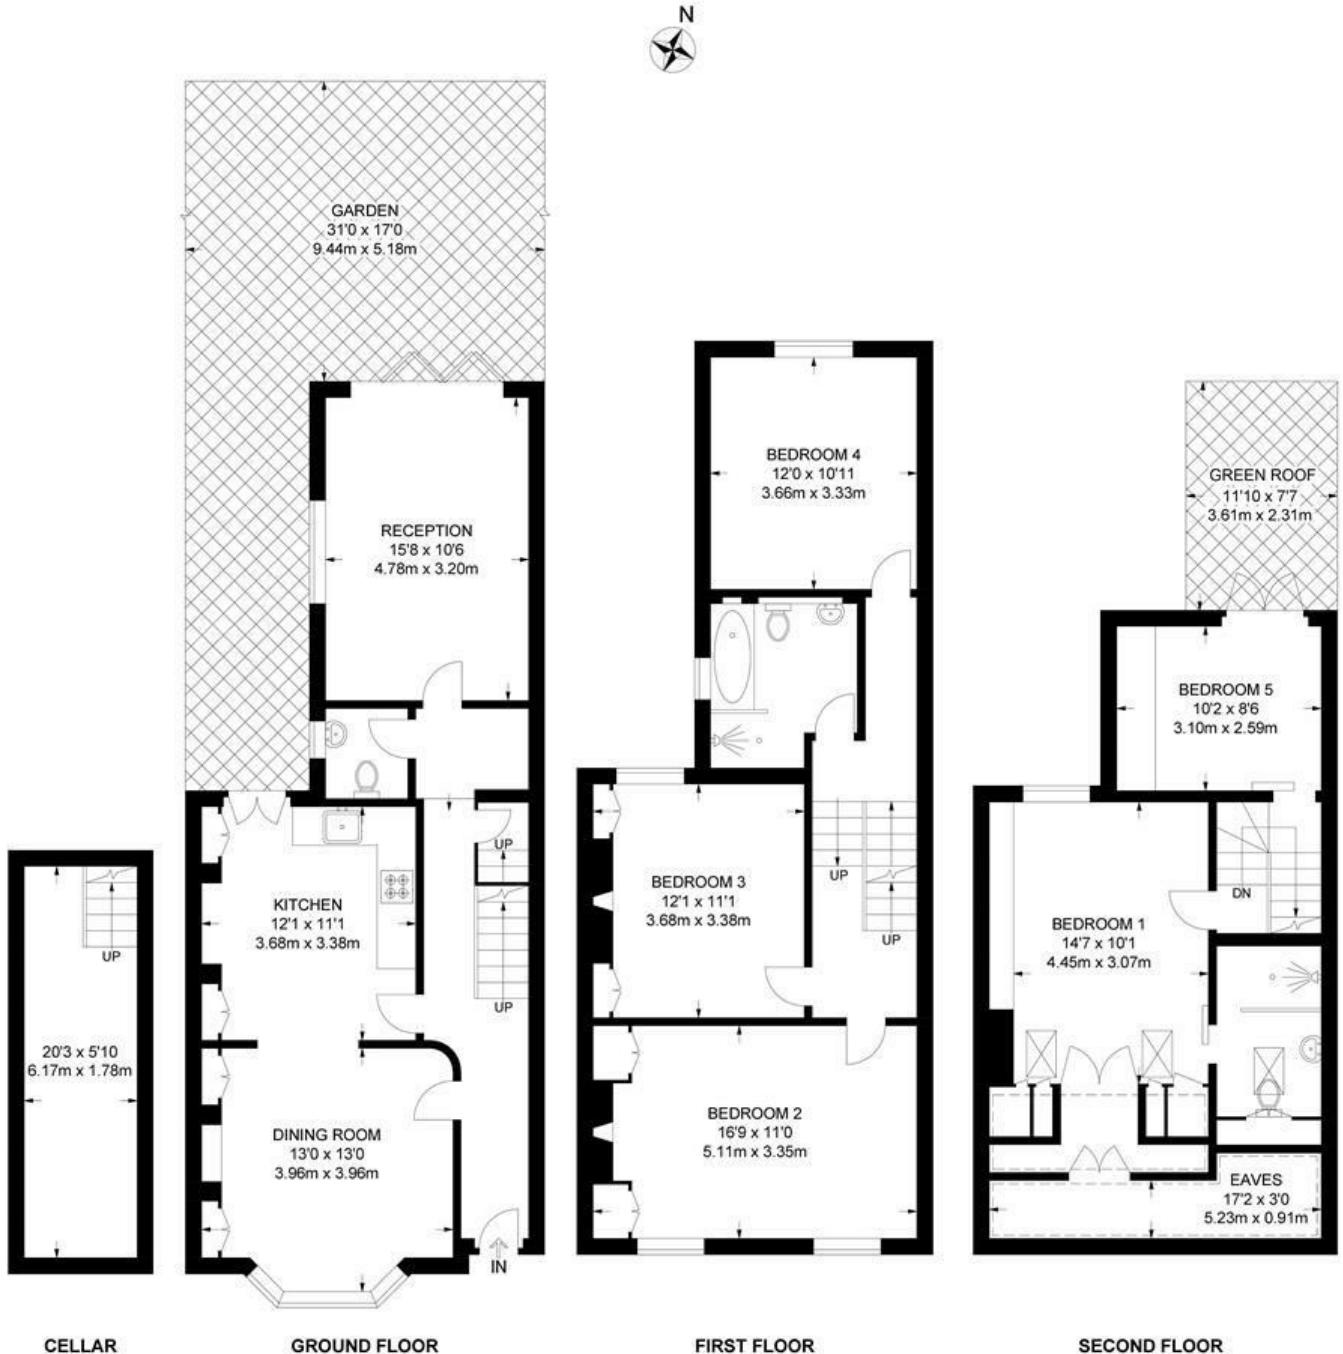 N
GARDEN
31'0 x 17'0
9.44m x 5.18m
RECEPTION
15'8 x 10'6
4.78m x 3.20m
UP
KITCHEN
12'1 x 11'1
3.68m x 3.38m
UP
DINING ROOM
13'0 x 13'0
3.96m x 3.96m
IN
UP
20'3 x 5'10
6.17m x 1.78m
BEDROOM 4
12'0 x 10'11
3.66m x 3.33m
UP
BEDROOM 3
12'1 x 11'1
3.68m x 3.38m
UP
BEDROOM 2
16'9 x 11'0
5.11m x 3.35m
GREEN ROOF
11'10 x 7'7
3.61m x 2.31m
BEDROOM 5
10'2 x 8'6
3.10m x 2.59m
DN
BEDROOM 1
14'7 x 10'1
4.45m x 3.07m
EAVES
17'2 x 3'0
5.23m x 0.91m
CELLAR
GROUND FLOOR
FIRST FLOOR
SECOND FLOOR